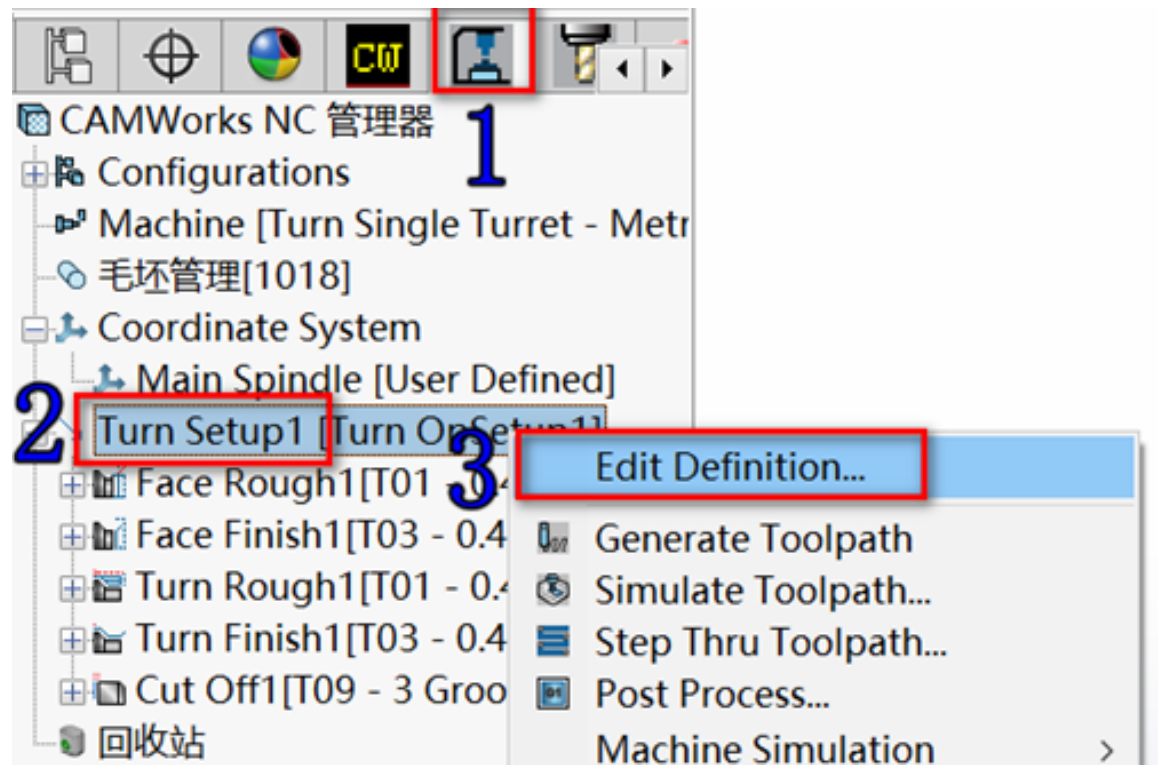 CW
1
CAMWorks NC 管理器
Configurations
Machine [Turn Single Turret - Metr
毛坯管理[1018]
Coordinate System
Main Spindle [User Defined]
2
Turn Setup1 [Turn OpSetup1]
3
Edit Definition...
Face Rough1[T01 - 0.4
Face Finish1[T03 - 0.4
Generate Toolpath
Turn Rough1[T01 - 0.4
Simulate Toolpath...
Turn Finish1[T03 - 0.4
Step Thru Toolpath...
Cut Off1[T09 - 3 Groo
Post Process...
回收站
Machine Simulation